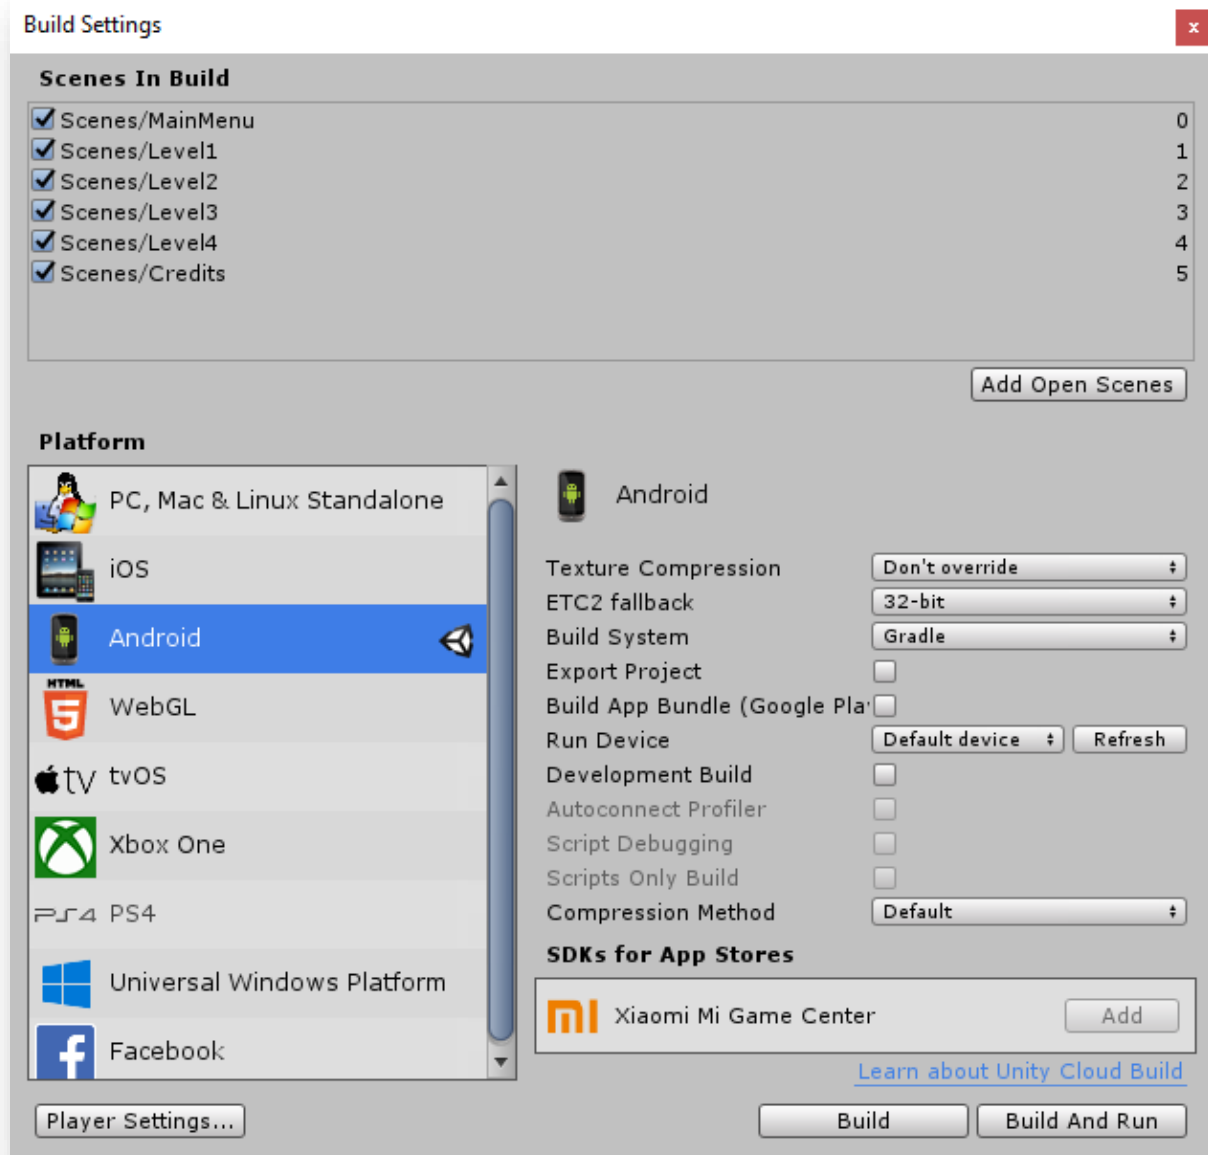 Build Settings
x
Scenes In Build
Scenes/MainMenu 0
Scenes/Level1 1
Scenes/Level2 2
Scenes/Level3 3
Scenes/Level4 4
Scenes/Credits 5
Add Open Scenes
Platform
PC, Mac & Linux Standalone
iOS
Android
HTML
5
WebGL
tv tvOS
Xbox One
PS4 PS4
Universal Windows Platform
f Facebook
Android
Texture Compression Don't override
ETC2 fallback 32-bit
Build System Gradle
Export Project
Build App Bundle (Google Pla
Run Device Default device Refresh
Development Build
Autoconnect Profiler
Script Debugging
Scripts Only Build
Compression Method Default
SDKs for App Stores
mi Xiaomi Mi Game Center Add
Learn about Unity Cloud Build
Player Settings... Build Build And Run